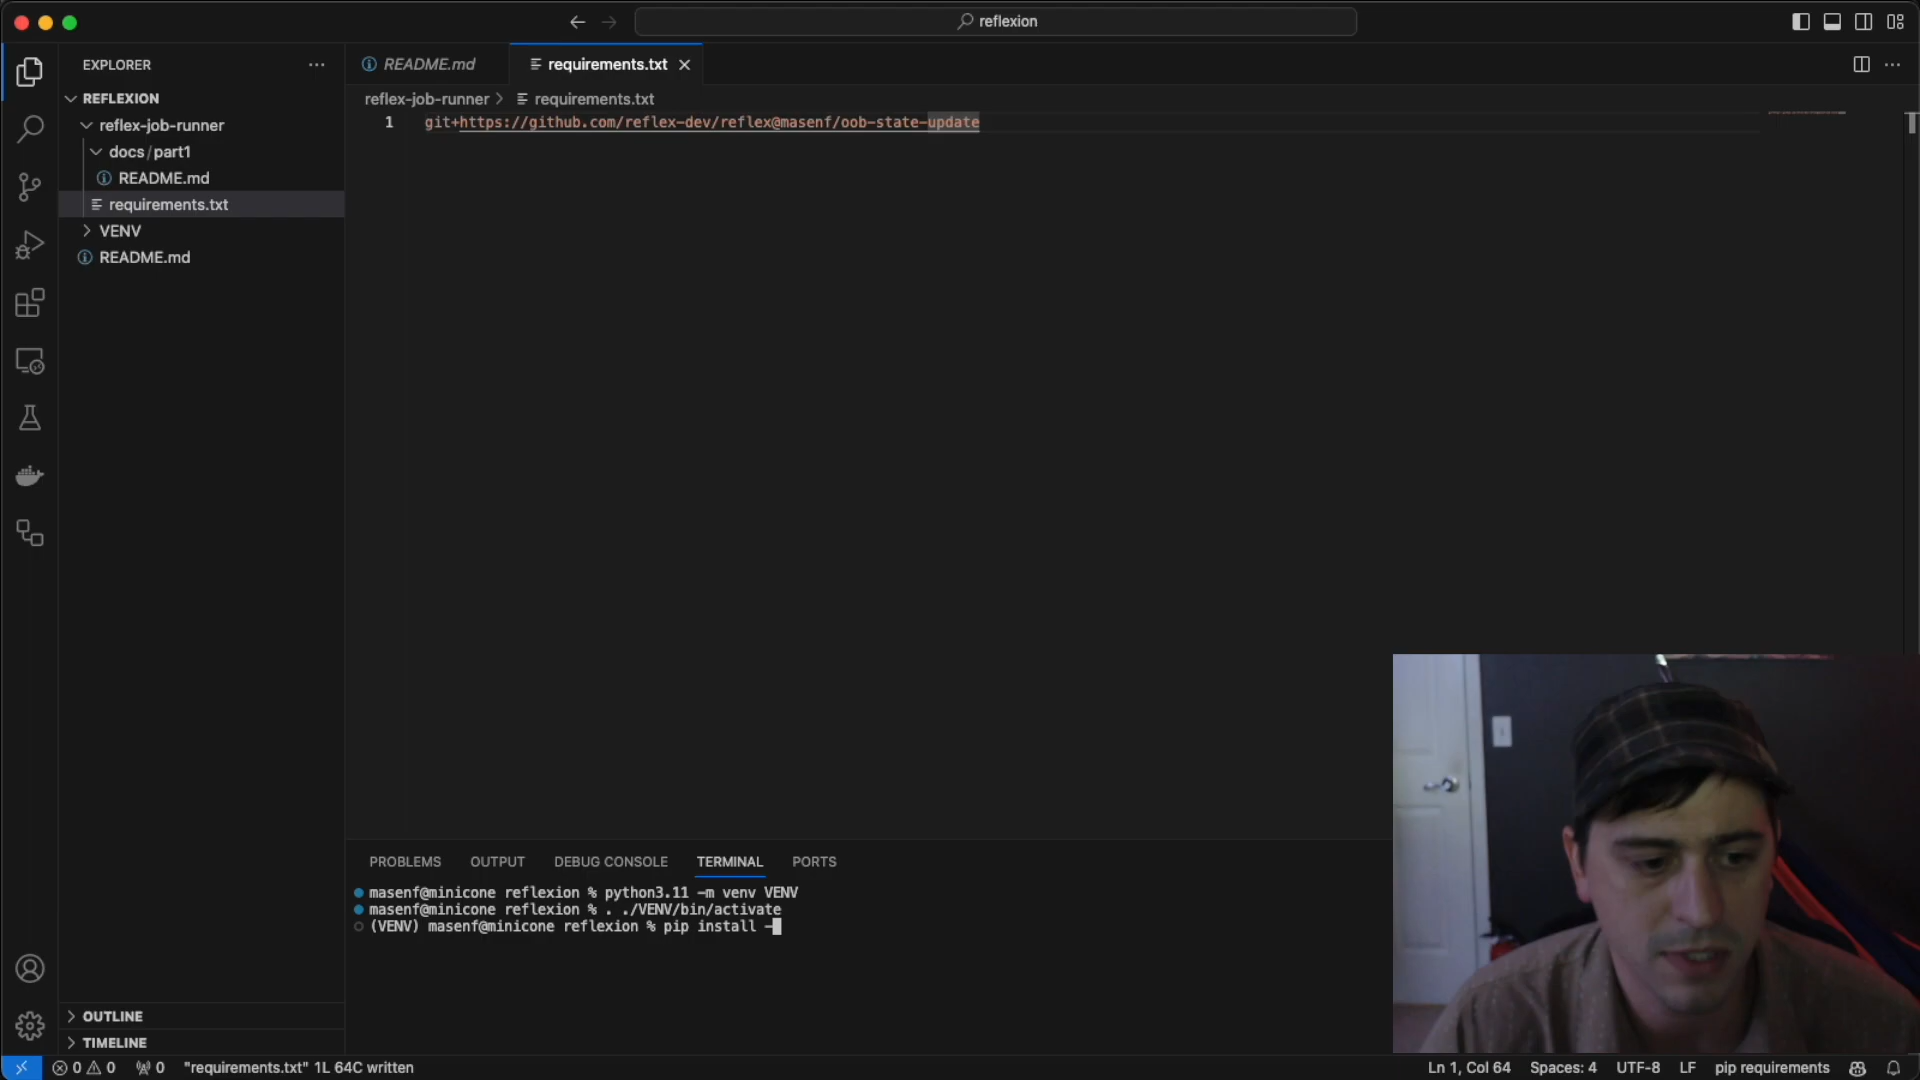 reflexion
EXPLORER
README.md
requirements.txt
REFLEXION
reflex-job-runner > requirements.txt
reflex-job-runner
1 git+https://github.com/reflex-dev/reflex@masenf/oob-state-update
docs/part1
README.md
requirements.txt
VENV
README.md
PROBLEMS OUTPUT DEBUG CONSOLE TERMINAL PORTS
masenf@minicone reflexion % python3.11 -m venv VENV
masenf@minicone reflexion % . ./VENV/bin/activate
(VENV) masenf@minicone reflexion % pip install -
OUTLINE
TIMELINE
0 0 0 "requirements.txt" 1L 64C written Ln 1, Col 64 Spaces: 4 UTF-8 LF pip requirements